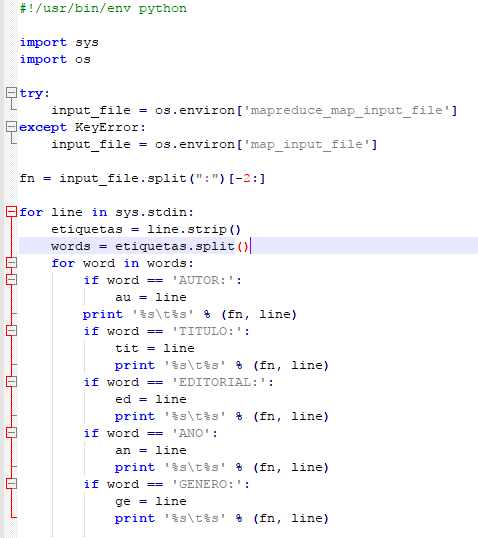 #!/usr/bin/env python
import sys
import os
try:
    input_file = os.environ['mapreduce_map_input_file']
except KeyError:
    input_file = os.environ['map_input_file']
fn = input_file.split(":")[-2:]
for line in sys.stdin:
    etiquetas = line.strip()
    words = etiquetas.split()
    for word in words:
        if word == 'AUTOR:':
            au = line
        print '%s\t%s' % (fn, line)
        if word == 'TITULO:':
            tit = line
            print '%s\t%s' % (fn, line)
        if word == 'EDITORIAL:':
            ed = line
            print '%s\t%s' % (fn, line)
        if word == 'ANO':
            an = line
            print '%s\t%s' % (fn, line)
        if word == 'GENERO:':
            ge = line
            print '%s\t%s' % (fn, line)